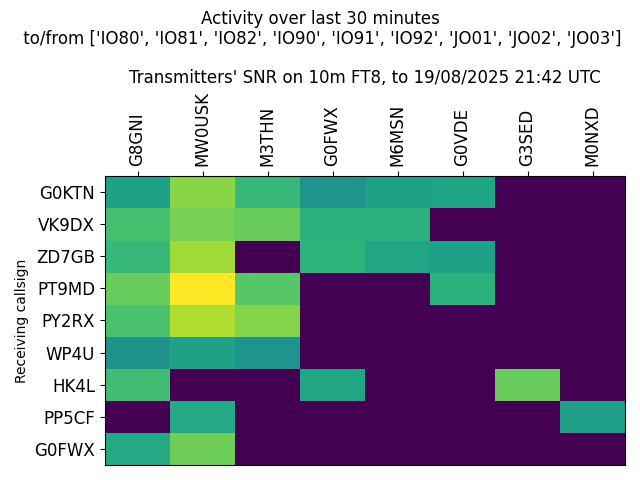 Activity over last 30 minutes
to/from ['IO80', 'IO81', 'IO82', 'IO90', 'IO91', 'IO92', 'JO01', 'JO02', 'JO03']
Transmitters' SNR on 10m FT8, to 19/08/2025 21:42 UTC
G8GNI
MW0USK
M3THN
G0FWX
M6MSN
G0VDE
G3SED
M0NXD
Receiving callsign
G0KTN
VK9DX
ZD7GB
PT9MD
PY2RX
WP4U
HK4L
PP5CF
G0FWX